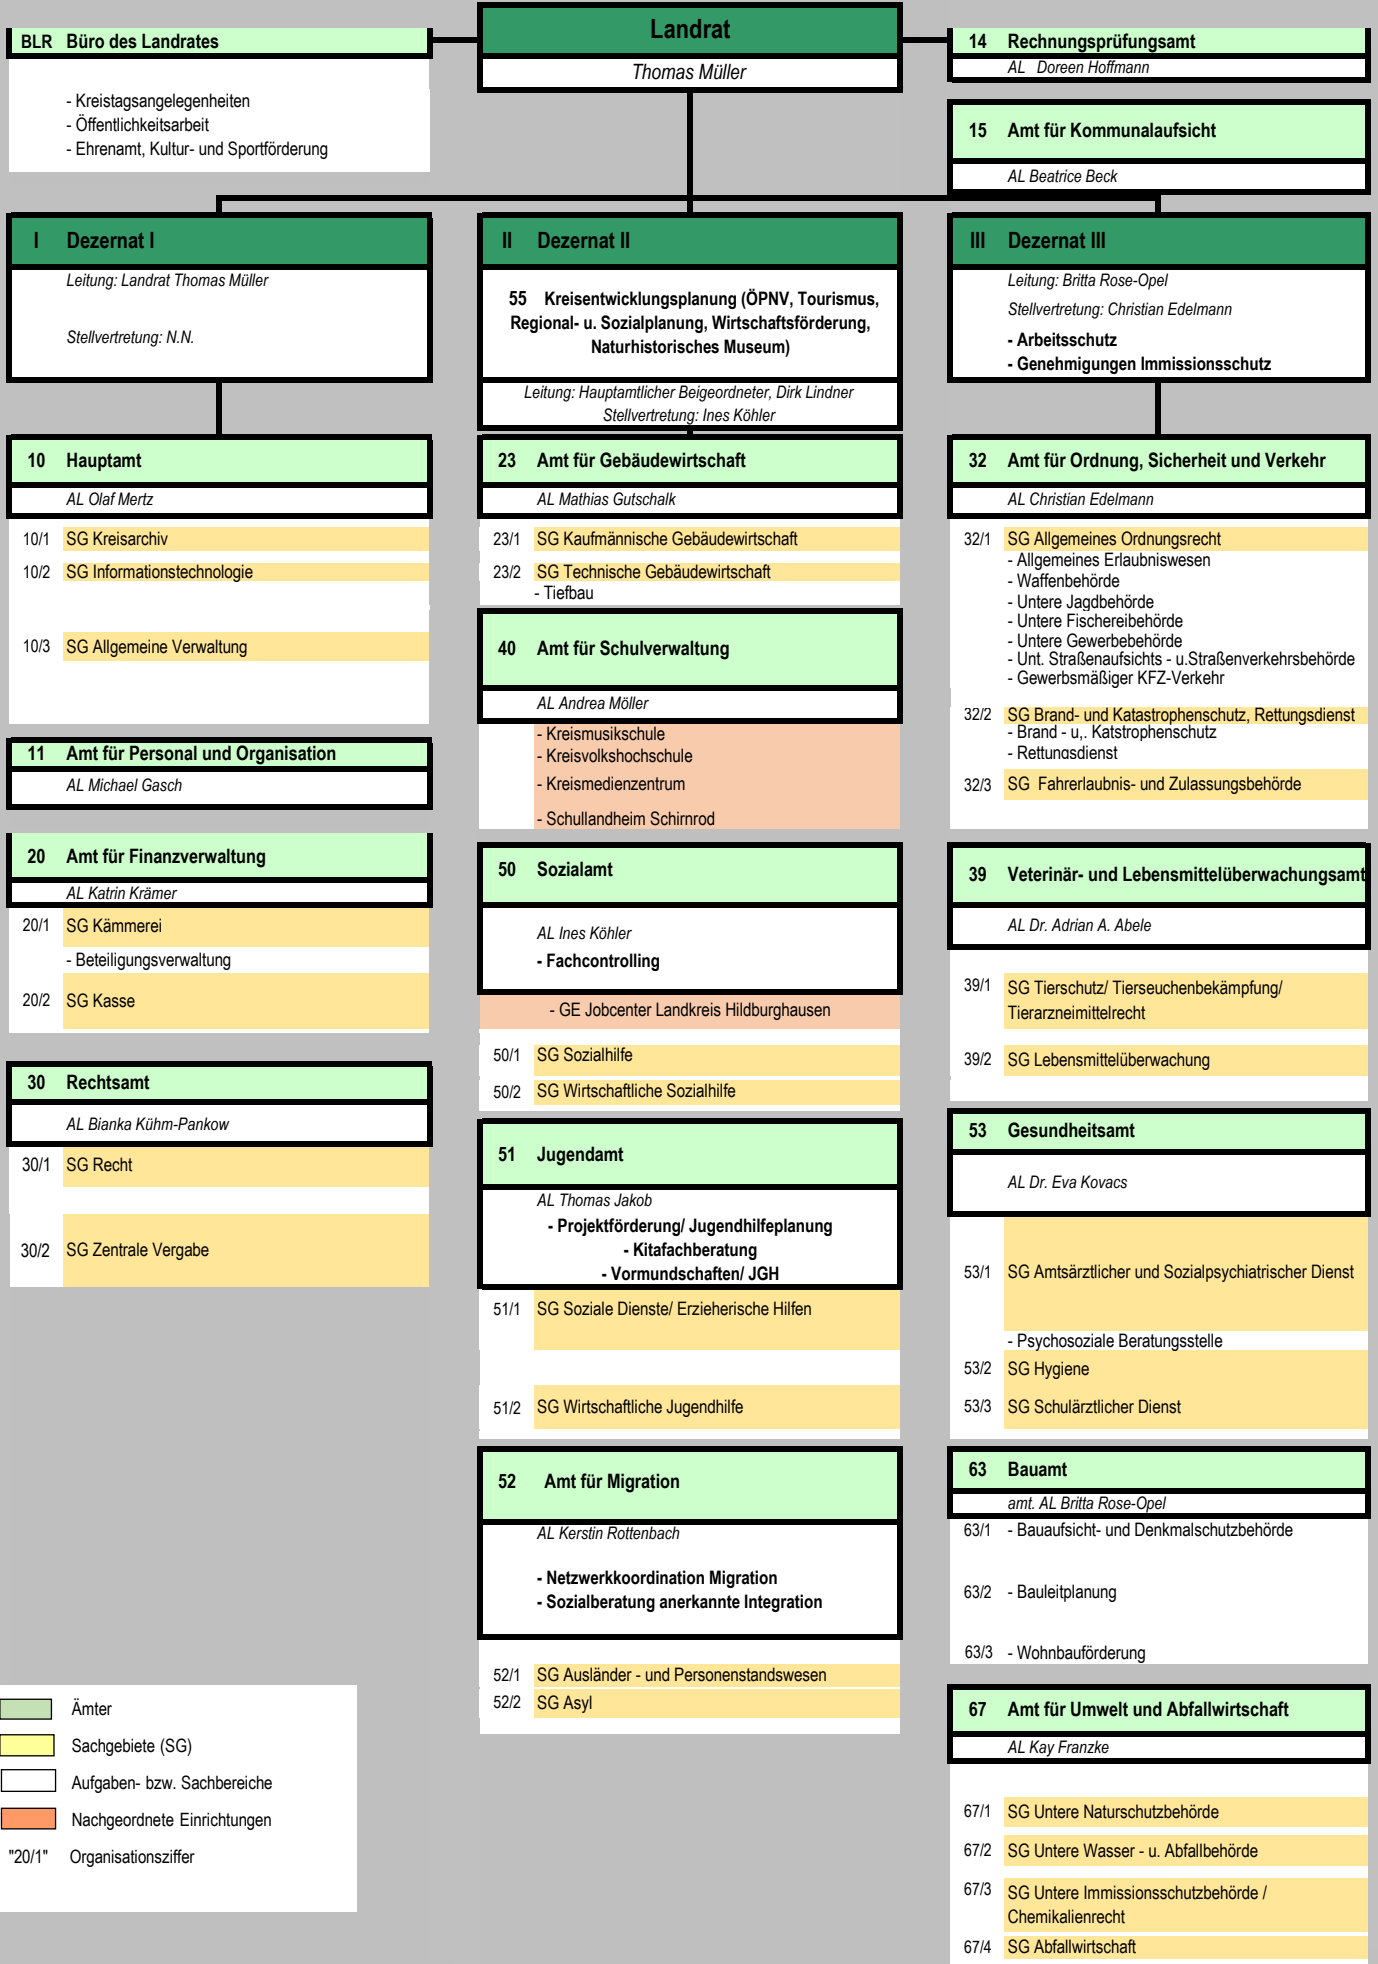 Landrat
Thomas Müller
BLR Büro des Landrates
- Kreistagsangelegenheiten
- Öffentlichkeitsarbeit
- Ehrenamt, Kultur- und Sportförderung
14 Rechnungsprüfungsamt
AL Doreen Hoffmann
15 Amt für Kommunalaufsicht
AL Beatrice Beck
I Dezernat I
Leitung: Landrat Thomas Müller
Stellvertretung: N.N.
10 Hauptamt
AL Olaf Mertz
10/1 SG Kreisarchiv
10/2 SG Informationstechnologie
10/3 SG Allgemeine Verwaltung
11 Amt für Personal und Organisation
AL Michael Gasch
20 Amt für Finanzverwaltung
AL Katrin Krämer
20/1 SG Kämmerei
- Beteiligungsverwaltung
20/2 SG Kasse
30 Rechtsamt
AL Bianka Kühm-Pankow
30/1 SG Recht
30/2 SG Zentrale Vergabe
II Dezernat II
55 Kreisentwicklungsplanung (ÖPNV, Tourismus,
Regional- u. Sozialplanung, Wirtschaftsförderung,
Naturhistorisches Museum)
Leitung: Hauptamtlicher Beigeordneter, Dirk Lindner
Stellvertretung: Ines Köhler
23 Amt für Gebäudewirtschaft
AL Mathias Gutschalk
23/1 SG Kaufmännische Gebäudewirtschaft
23/2 SG Technische Gebäudewirtschaft
- Tiefbau
40 Amt für Schulverwaltung
AL Andrea Möller
- Kreismusikschule
- Kreisvolkshochschule
- Kreismedienzentrum
- Schullandheim Schirnrod
50 Sozialamt
AL Ines Köhler
- Fachcontrolling
- GE Jobcenter Landkreis Hildburghausen
50/1 SG Sozialhilfe
50/2 SG Wirtschaftliche Sozialhilfe
51 Jugendamt
AL Thomas Jakob
- Projektförderung/ Jugendhilfeplanung
- Kitafachberatung
- Vormundschaften/ JGH
51/1 SG Soziale Dienste/ Erzieherische Hilfen
51/2 SG Wirtschaftliche Jugendhilfe
52 Amt für Migration
AL Kerstin Rottenbach
- Netzwerkkoordination Migration
- Sozialberatung anerkannte Integration
52/1 SG Ausländer - und Personenstandswesen
52/2 SG Asyl
III Dezernat III
Leitung: Britta Rose-Opel
Stellvertretung: Christian Edelmann
- Arbeitsschutz
- Genehmigungen Immissionsschutz
32 Amt für Ordnung, Sicherheit und Verkehr
AL Christian Edelmann
32/1 SG Allgemeines Ordnungsrecht
- Allgemeines Erlaubniswesen
- Waffenbehörde
- Untere Jagdbehörde
- Untere Fischereibehörde
- Untere Gewerbebehörde
- Unt. Straßenaufsichts - u.Straßenverkehrsbehörde
- Gewerbsmäßiger KFZ-Verkehr
32/2 SG Brand- und Katastrophenschutz, Rettungsdienst
- Brand - u,. Katstrophenschutz
- Rettungsdienst
32/3 SG Fahrerlaubnis- und Zulassungsbehörde
39 Veterinär- und Lebensmittelüberwachungsamt
AL Dr. Adrian A. Abele
39/1 SG Tierschutz/ Tierseuchenbekämpfung/
Tierarzneimittelrecht
39/2 SG Lebensmittelüberwachung
53 Gesundheitsamt
AL Dr. Eva Kovacs
53/1 SG Amtsärztlicher und Sozialpsychiatrischer Dienst
- Psychosoziale Beratungsstelle
53/2 SG Hygiene
53/3 SG Schulärztlicher Dienst
63 Bauamt
amt. AL Britta Rose-Opel
63/1 - Bauaufsicht- und Denkmalschutzbehörde
63/2 - Bauleitplanung
63/3 - Wohnbauförderung
67 Amt für Umwelt und Abfallwirtschaft
AL Kay Franzke
67/1 SG Untere Naturschutzbehörde
67/2 SG Untere Wasser - u. Abfallbehörde
67/3 SG Untere Immissionsschutzbehörde /
Chemikalienrecht
67/4 SG Abfallwirtschaft
Ämter
Sachgebiete (SG)
Aufgaben- bzw. Sachbereiche
Nachgeordnete Einrichtungen
"20/1" Organisationsziffer